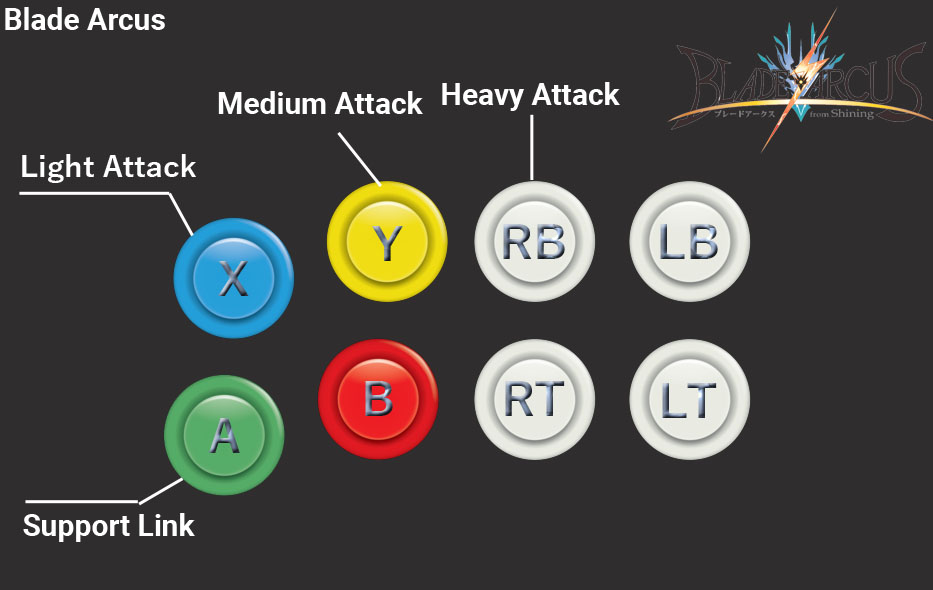 Blade Arcus
BLADE ARCUS
ブレードアークス from Shining
Medium Attack
Heavy Attack
Light Attack
X
Y
RB
LB
A
B
RT
LT
Support Link